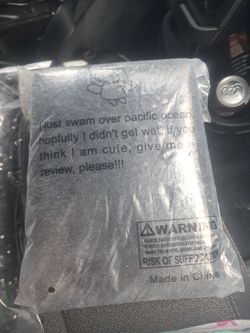 Hust swam over pacific ocean,
hopfully I didn't get wet, if you
think I am cute, give me a
review, please!!!
WARNING
RISK OF SUFFOCATION
Made in China